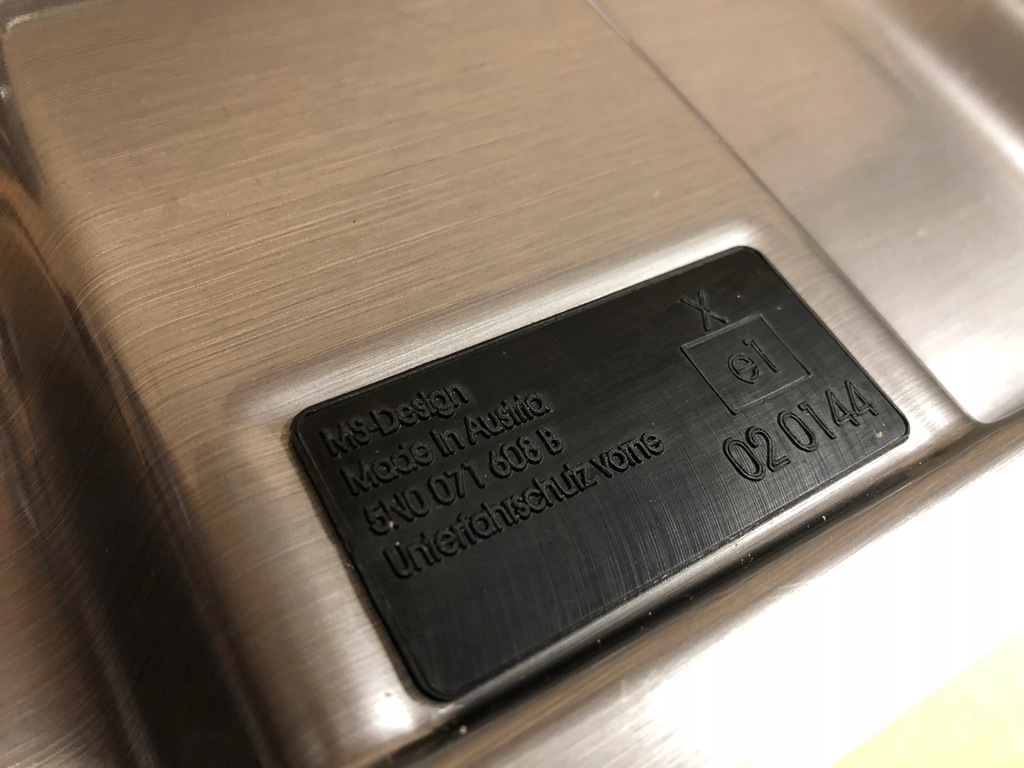 MS-Design
Made in Austria
5N0 071 608 B
Unterfahrschutz vorne
X
e1
02 0144